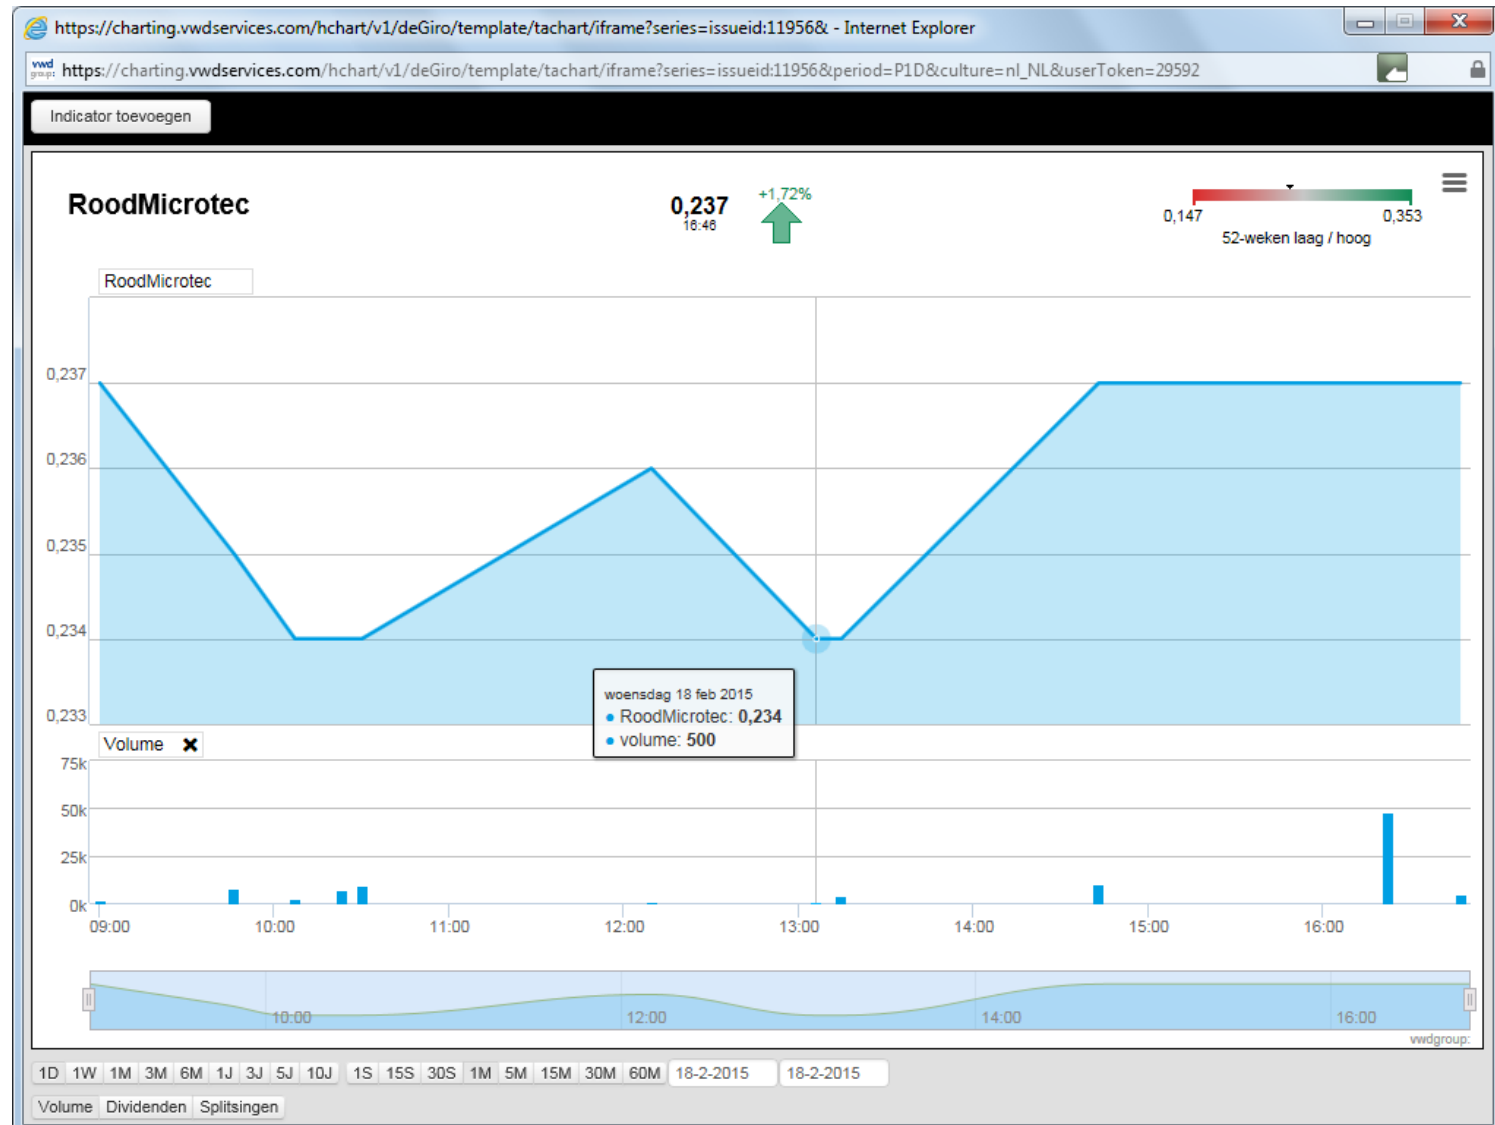 https://charting.vwdservices.com/hchart/v1/deGiro/template/tachart/iframe?series=issueid:11956& - Internet Explorer
vwd group: https://charting.vwdservices.com/hchart/v1/deGiro/template/tachart/iframe?series=issueid:11956&period=P1D&culture=nl_NL&userToken=29592
Indicator toevoegen
RoodMicrotec
0,237
16:46
+1,72%
0,147 0,353
52-weken laag / hoog
RoodMicrotec
0,237
0,236
0,235
0,234
0,233
woensdag 18 feb 2015
• RoodMicrotec: 0,234
• volume: 500
Volume ✖
75k
50k
25k
0k
09:00 10:00 11:00 12:00 13:00 14:00 15:00 16:00
10:00 12:00 14:00 16:00
vwdgroup:
1D 1W 1M 3M 6M 1J 3J 5J 10J 1S 15S 30S 1M 5M 15M 30M 60M 18-2-2015 18-2-2015
Volume Dividenden Splitsingen